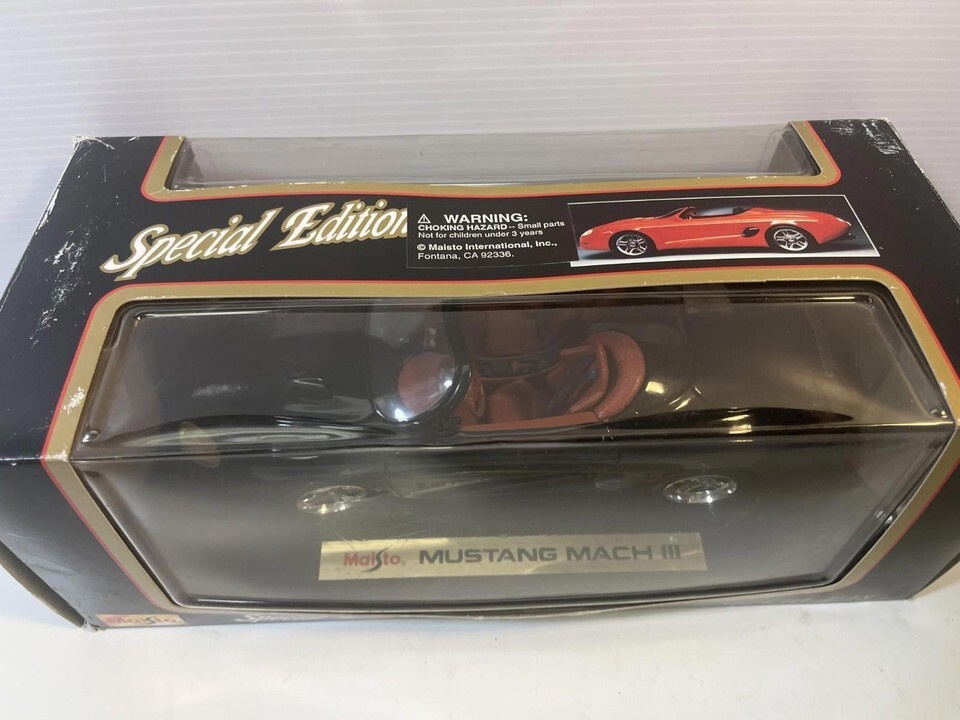 Special Edition
WARNING:
CHOKING HAZARD -- Small parts
Not for children under 3 years
© Maisto International, Inc.,
Fontana, CA 92336.
Maisto. MUSTANG MACH III
Maisto